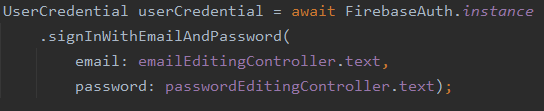 UserCredential userCredential = await FirebaseAuth.instance
.signInWithEmailAndPassword(
email: emailEditingController.text,
password: passwordEditingController.text);